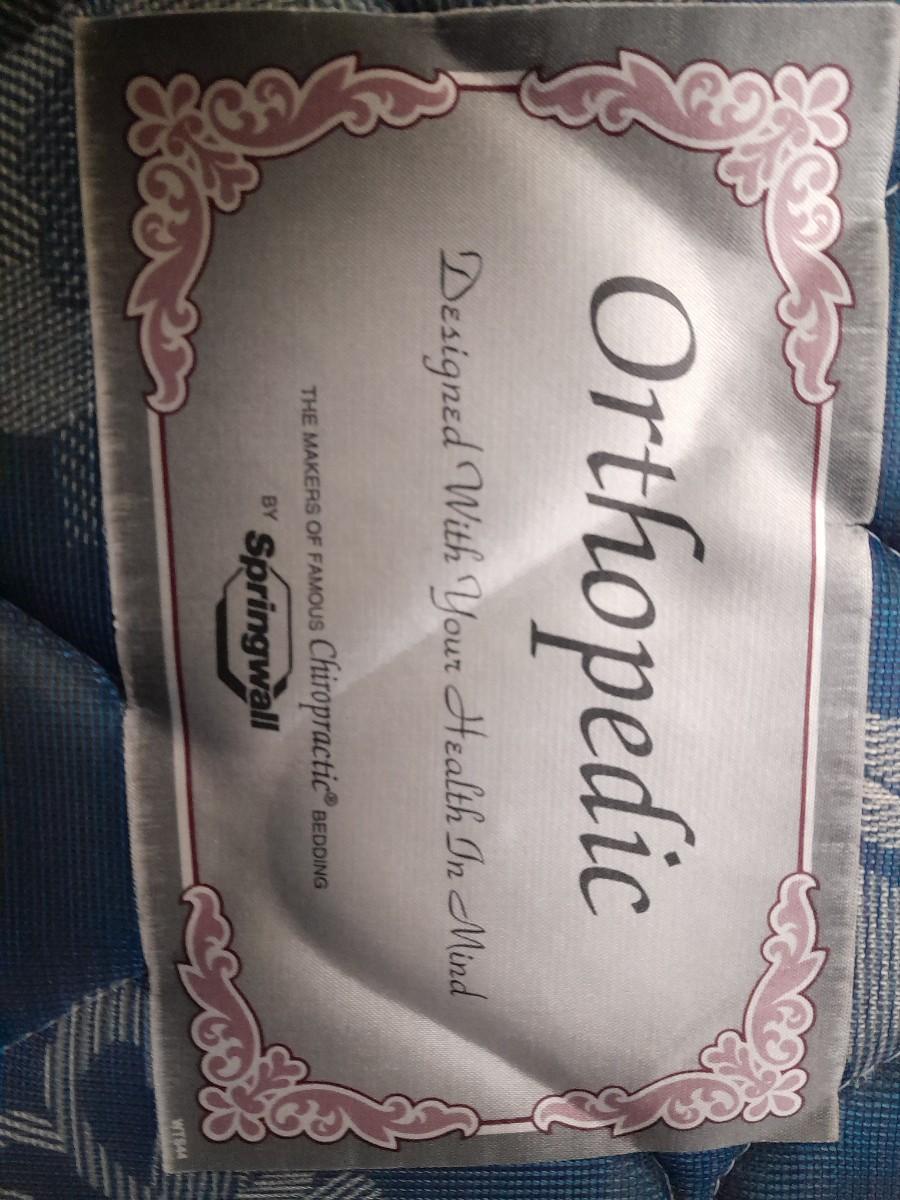 Orthopedic
Designed With Your Health In Mind
THE MAKERS OF FAMOUS Chiropractic® BEDDING
BY Springwall